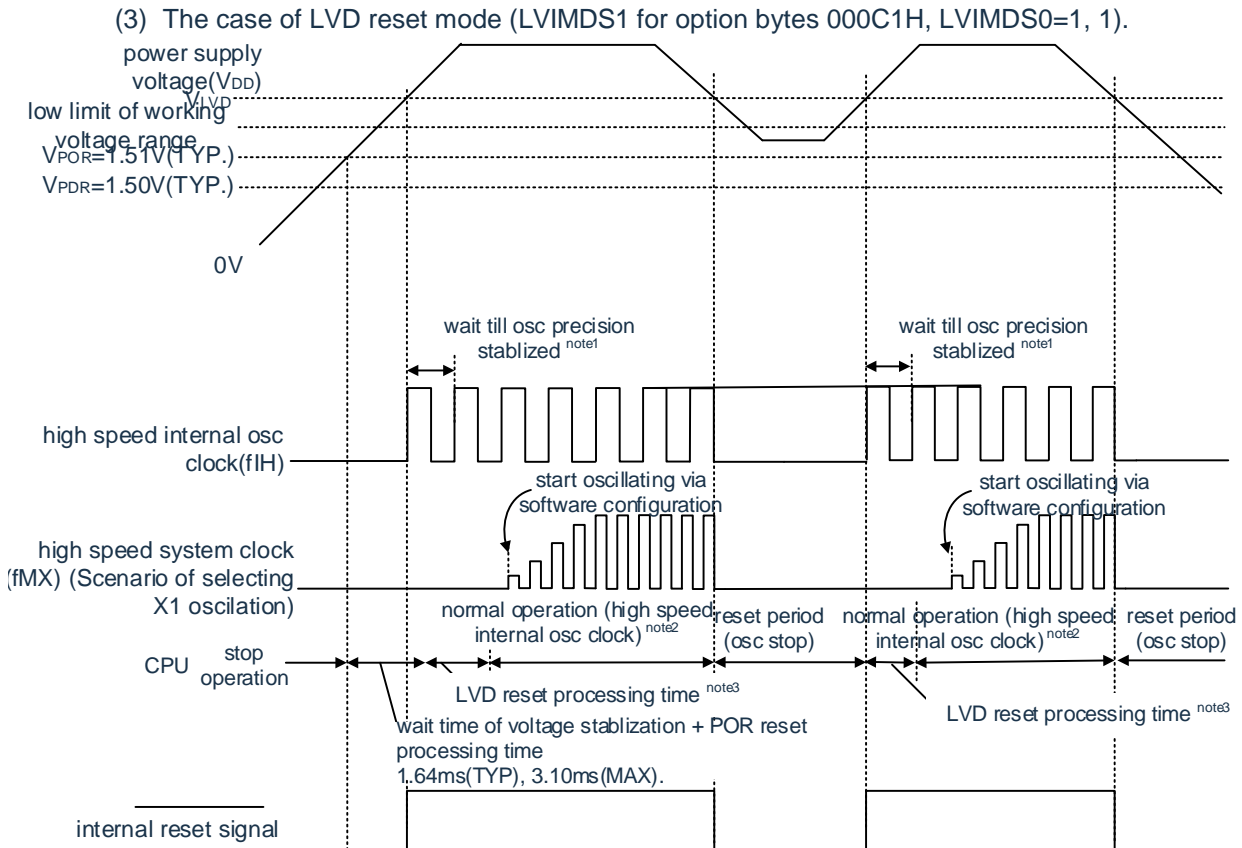 (3) The case of LVD reset mode (LVIMDS1 for option bytes 000C1H, LVIMDS0=1, 1).
power supply
voltage(VDD)
VLVD
low limit of working
voltage range
VPOR=1.51V(TYP.)
VPDR=1.50V(TYP.)
0V
wait till osc precision
stablized note1
wait till osc precision
stablized note1
high speed internal osc
clock(fIH)
start oscillating via
software configuration
start oscillating via
software configuration
high speed system clock
(fMX) (Scenario of selecting
X1 oscilation)
normal operation (high speed
internal osc clock) note2
reset period
(osc stop)
normal operation (high speed
internal osc clock) note2
reset period
(osc stop)
CPU
stop
operation
LVD reset processing time note3
LVD reset processing time note3
wait time of voltage stablization + POR reset
processing time
1.64ms(TYP), 3.10ms(MAX).
internal reset signal